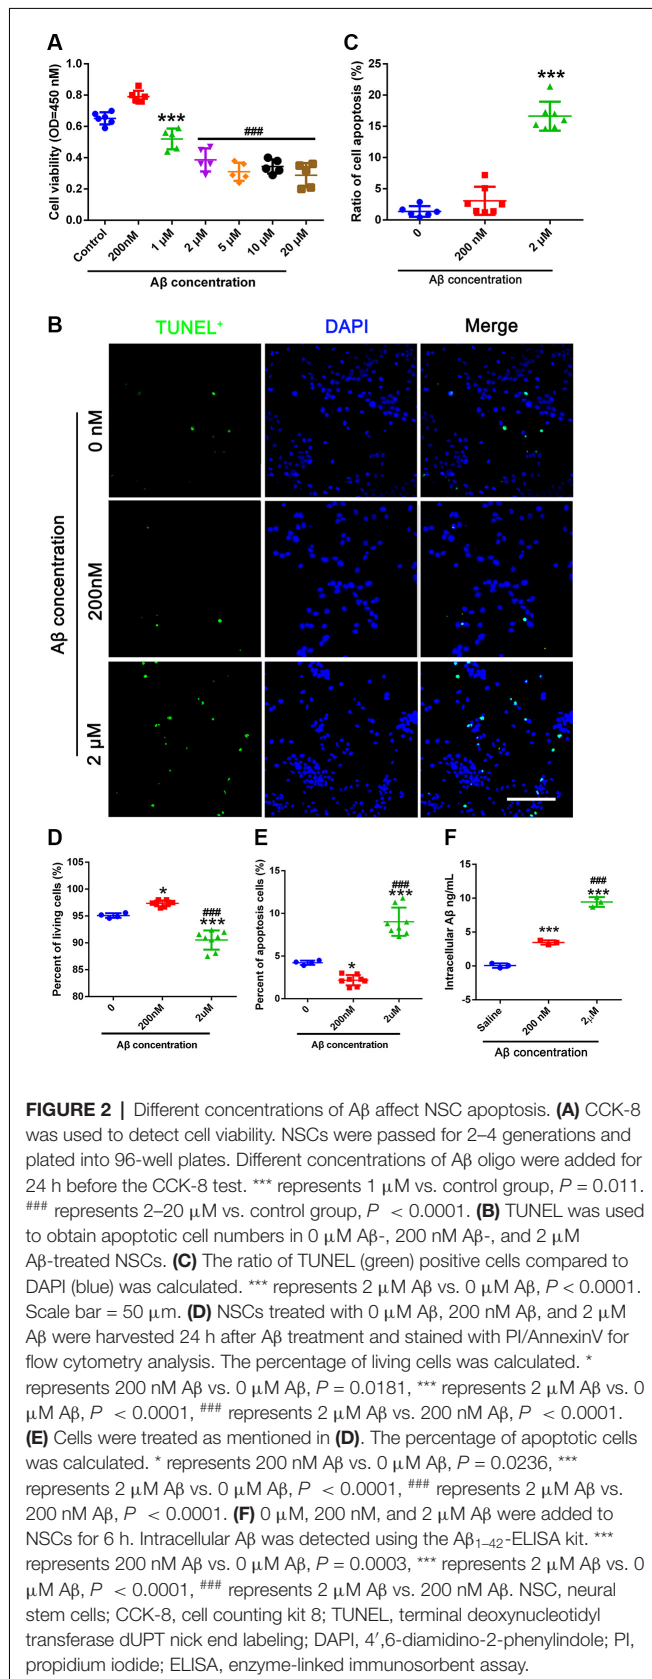 A
Cell viability (OD=450 nM)
1.0
0.8
0.6
0.4
0.2
0.0
***
###
Control
200nM
1 µM
2 µM
5 µM
10 µM
20 µM
Aβ concentration
C
Ratio of cell apoptosis (%)
25
20
15
10
5
0
***
0
200 nM
2 µM
Aβ concentration
B
TUNEL+ DAPI Merge
Aβ concentration
0 nM
200nM
2 µM
D
Percent of living cells (%)
105
100
95
90
85
80
*
###
***
0
200nM
2uM
Aβ concentration
E
Percent of apoptosis cells (%)
15
10
5
0
*
###
***
0
200nM
2uM
Aβ concentration
F
Intracellular Aβ ng/mL
15
10
5
0
-5
***
###
***
Saline
200 nM
2µM
Aβ concentration
FIGURE 2 | Different concentrations of Aβ affect NSC apoptosis. (A) CCK-8
was used to detect cell viability. NSCs were passed for 2–4 generations and
plated into 96-well plates. Different concentrations of Aβ oligo were added for
24 h before the CCK-8 test. *** represents 1 µM vs. control group, P = 0.011.
### represents 2–20 µM vs. control group, P < 0.0001. (B) TUNEL was used
to obtain apoptotic cell numbers in 0 µM Aβ-, 200 nM Aβ-, and 2 µM
Aβ-treated NSCs. (C) The ratio of TUNEL (green) positive cells compared to
DAPI (blue) was calculated. *** represents 2 µM Aβ vs. 0 µM Aβ, P < 0.0001.
Scale bar = 50 µm. (D) NSCs treated with 0 µM Aβ, 200 nM Aβ, and 2 µM
Aβ were harvested 24 h after Aβ treatment and stained with PI/AnnexinV for
flow cytometry analysis. The percentage of living cells was calculated. *
represents 200 nM Aβ vs. 0 µM Aβ, P = 0.0181, *** represents 2 µM Aβ vs. 0
µM Aβ, P < 0.0001, ### represents 2 µM Aβ vs. 200 nM Aβ, P < 0.0001.
(E) Cells were treated as mentioned in (D). The percentage of apoptotic cells
was calculated. * represents 200 nM Aβ vs. 0 µM Aβ, P = 0.0236, ***
represents 2 µM Aβ vs. 0 µM Aβ, P < 0.0001, ### represents 2 µM Aβ vs.
200 nM Aβ, P < 0.0001. (F) 0 µM, 200 nM, and 2 µM Aβ were added to
NSCs for 6 h. Intracellular Aβ was detected using the Aβ1–42-ELISA kit. ***
represents 200 nM Aβ vs. 0 µM Aβ, P = 0.0003, *** represents 2 µM Aβ vs. 0
µM Aβ, P < 0.0001, ### represents 2 µM Aβ vs. 200 nM Aβ. NSC, neural
stem cells; CCK-8, cell counting kit 8; TUNEL, terminal deoxynucleotidyl
transferase dUPT nick end labeling; DAPI, 4′,6-diamidino-2-phenylindole; PI,
propidium iodide; ELISA, enzyme-linked immunosorbent assay.